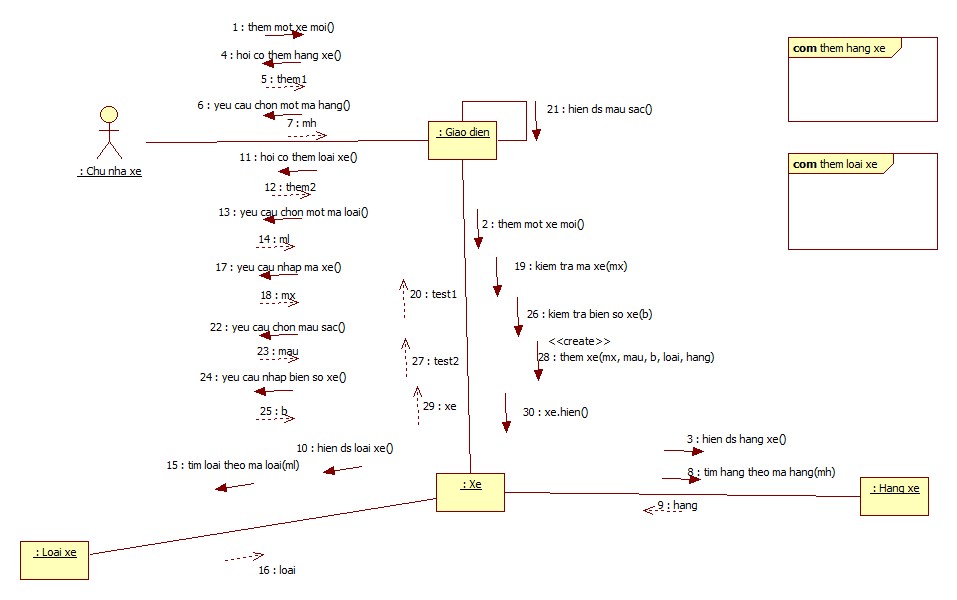 1 : them mot xe moi()
4 : hoi co them hang xe()
5 : them1
6 : yeu cau chon mot ma hang()
7 : mh
: Chu nha xe
11 : hoi co them loai xe()
12 : them2
13 : yeu cau chon mot ma loai()
14 : ml
17 : yeu cau nhap ma xe()
18 : mx
22 : yeu cau chon mau sac()
23 : mau
24 : yeu cau nhap bien so xe()
25 : b
: Giao dien
21 : hien ds mau sac()
com them hang xe
com them loai xe
2 : them mot xe moi()
19 : kiem tra ma xe(mx)
20 : test1
26 : kiem tra bien so xe(b)
<<create>>
28 : them xe(mx, mau, b, loai, hang)
27 : test2
29 : xe
30 : xe.hien()
10 : hien ds loai xe()
15 : tim loai theo ma loai(ml)
3 : hien ds hang xe()
8 : tim hang theo ma hang(mh)
9 : hang
: Xe
: Hang xe
: Loai xe
16 : loai